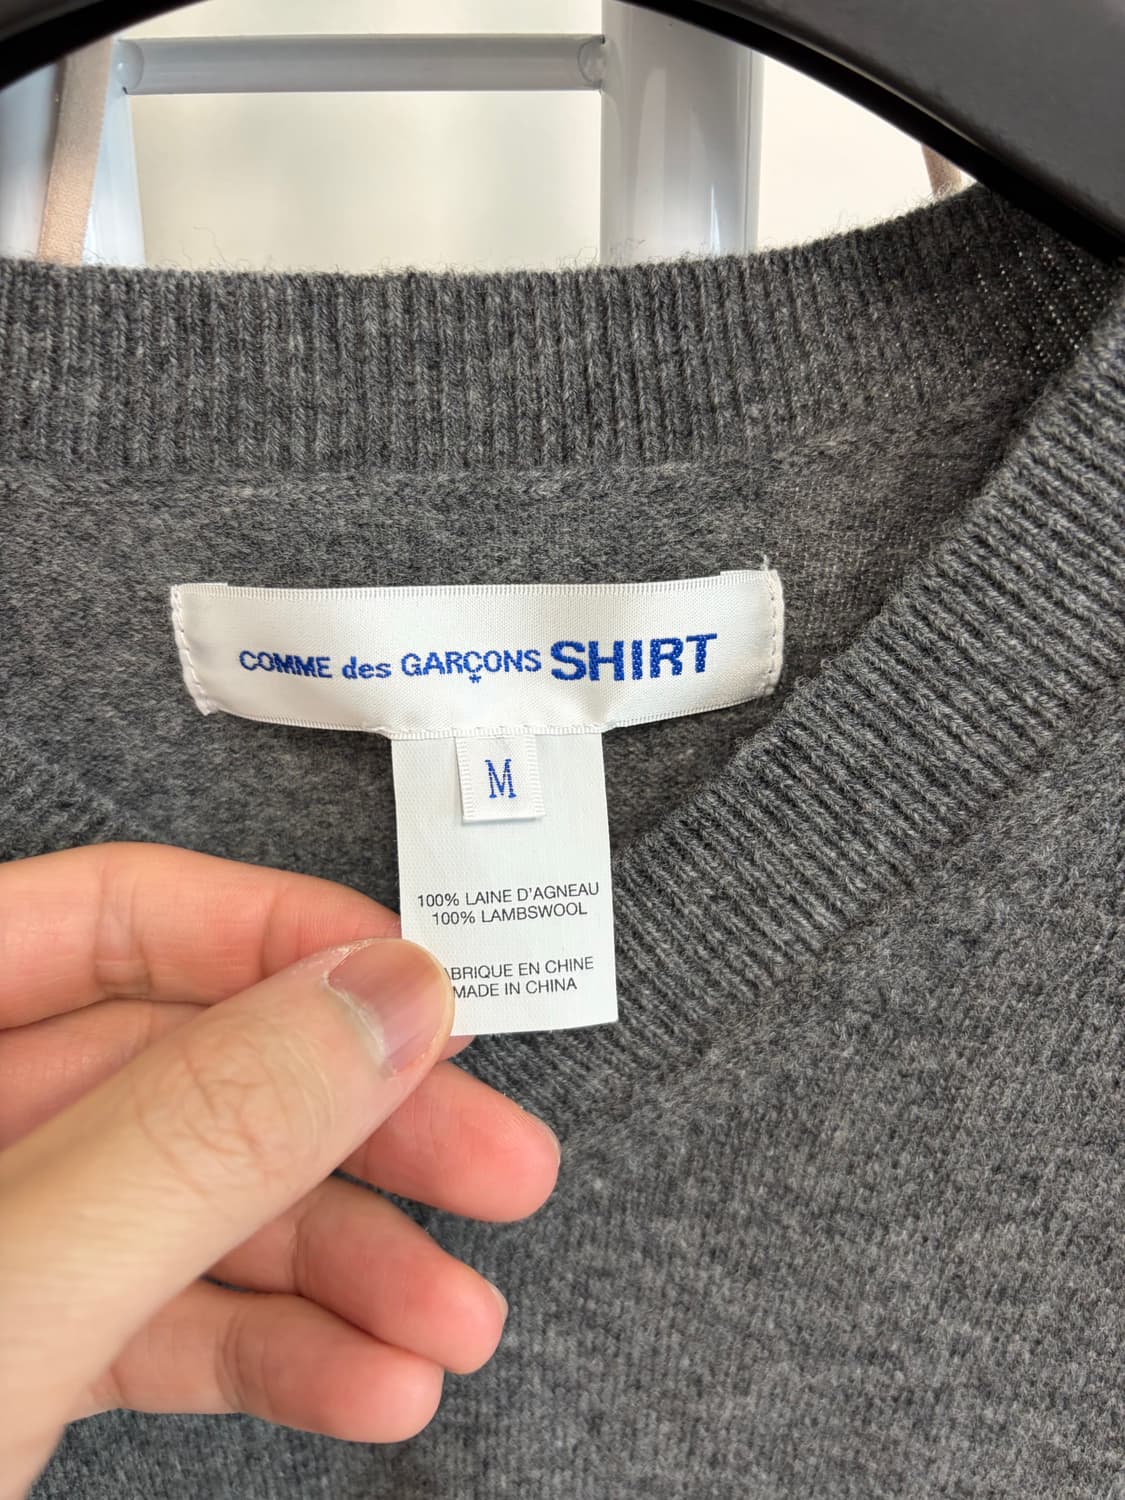 COMME des GARÇONS SHIRT
M
100% LAINE D'AGNEAU
100% LAMBSWOOL
ABRIQUE EN CHINE
MADE IN CHINA